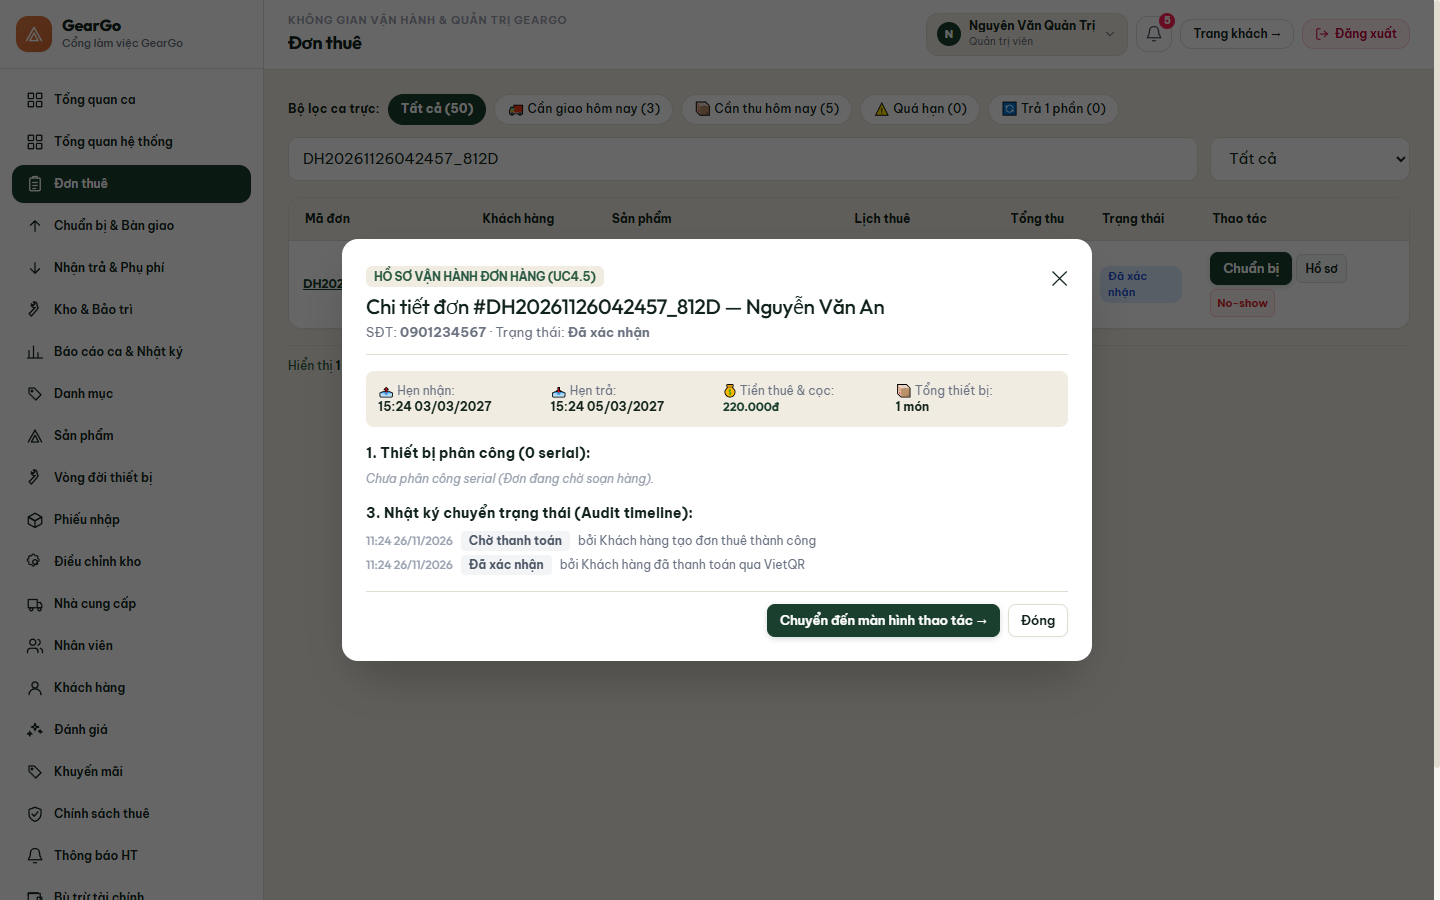 GearGo
Cổng làm việc GearGo
Tổng quan ca
Tổng quan hệ thống
Đơn thuê
Chuẩn bị & Bàn giao
Nhận trả & Phụ phí
Kho & Bảo trì
Báo cáo ca & Nhật ký
Danh mục
Sản phẩm
Vòng đời thiết bị
Phiếu nhập
Điều chỉnh kho
Nhà cung cấp
Nhân viên
Khách hàng
Đánh giá
Khuyến mãi
Chính sách thuê
Thông báo HT
Bù trừ tài chính
KHÔNG GIAN VẬN HÀNH & QUẢN TRỊ GEARGO
Đơn thuê
N
Nguyễn Văn Quản Trị
Quản trị viên
5
Trang khách →
Đăng xuất
Bộ lọc ca trực:
Tất cả (50)
Cần giao hôm nay (3)
Cần thu hôm nay (5)
Quá hạn (0)
Trả 1 phần (0)
DH20261126042457_812D
Tất cả
Mã đơn
Khách hàng
Sản phẩm
Lịch thuê
Tổng thu
Trạng thái
Thao tác
DH202
Đã xác
nhận
Chuẩn bị
Hồ sơ
No-show
Hiển thị 1
HỒ SƠ VẬN HÀNH ĐƠN HÀNG (UC4.5)
Chi tiết đơn #DH20261126042457_812D — Nguyễn Văn An
SĐT: 0901234567 · Trạng thái: Đã xác nhận
Hẹn nhận:
15:24 03/03/2027
Hẹn trả:
15:24 05/03/2027
Tiền thuê & cọc:
220.000đ
Tổng thiết bị:
1 món
1. Thiết bị phân công (0 serial):
Chưa phân công serial (Đơn đang chờ soạn hàng).
3. Nhật ký chuyển trạng thái (Audit timeline):
11:24 26/11/2026 Chờ thanh toán bởi Khách hàng tạo đơn thuê thành công
11:24 26/11/2026 Đã xác nhận bởi Khách hàng đã thanh toán qua VietQR
Chuyển đến màn hình thao tác →
Đóng